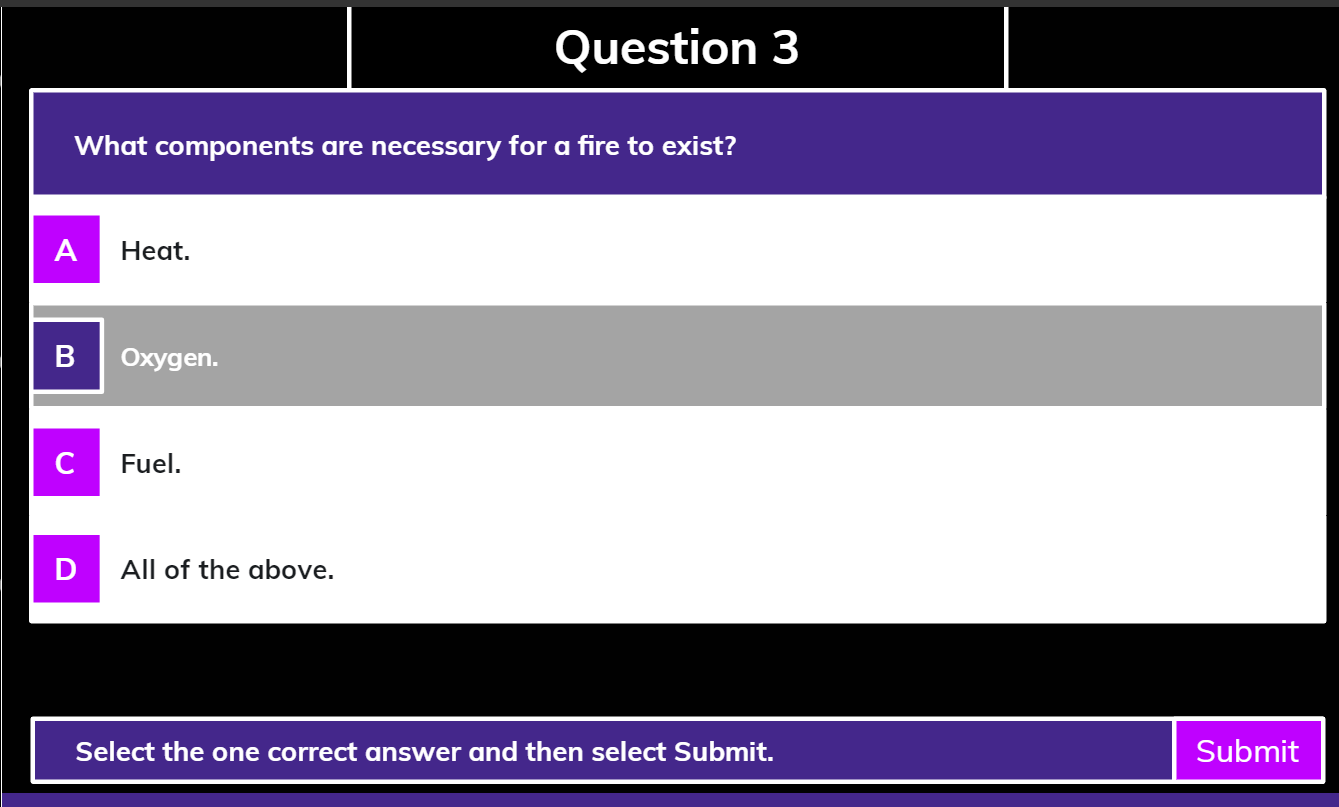 Question 3
What components are necessary for a fire to exist?
A Heat.
B Oxygen.
C Fuel.
D All of the above.
Select the one correct answer and then select Submit. Submit